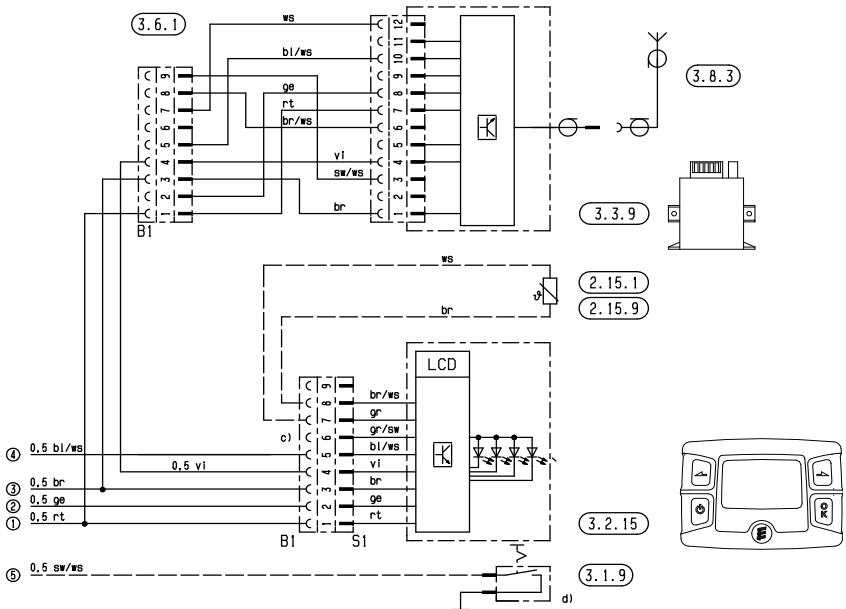 3.6.1
ws
12
11
bl/ws
10
9
9
3.8.3
8
ge
8
7
rt
7
6
br/ws
6
5
5
4
vi
4
3
sw/ws
3
2
2
1
br
1
3.3.9
B1
ws
2.15.1
ϑ
br
2.15.9
LCD
9
8
br/ws
7
gr
c)
6
gr/sw
④ 0,5 bl/ws
5
bl/ws
0,5 vi
4
vi
③ 0,5 br
3
br
② 0,5 ge
2
ge
① 0,5 rt
1
rt
3.2.15
B1
S1
OK
⑤ 0,5 sw/ws
3.1.9
d)